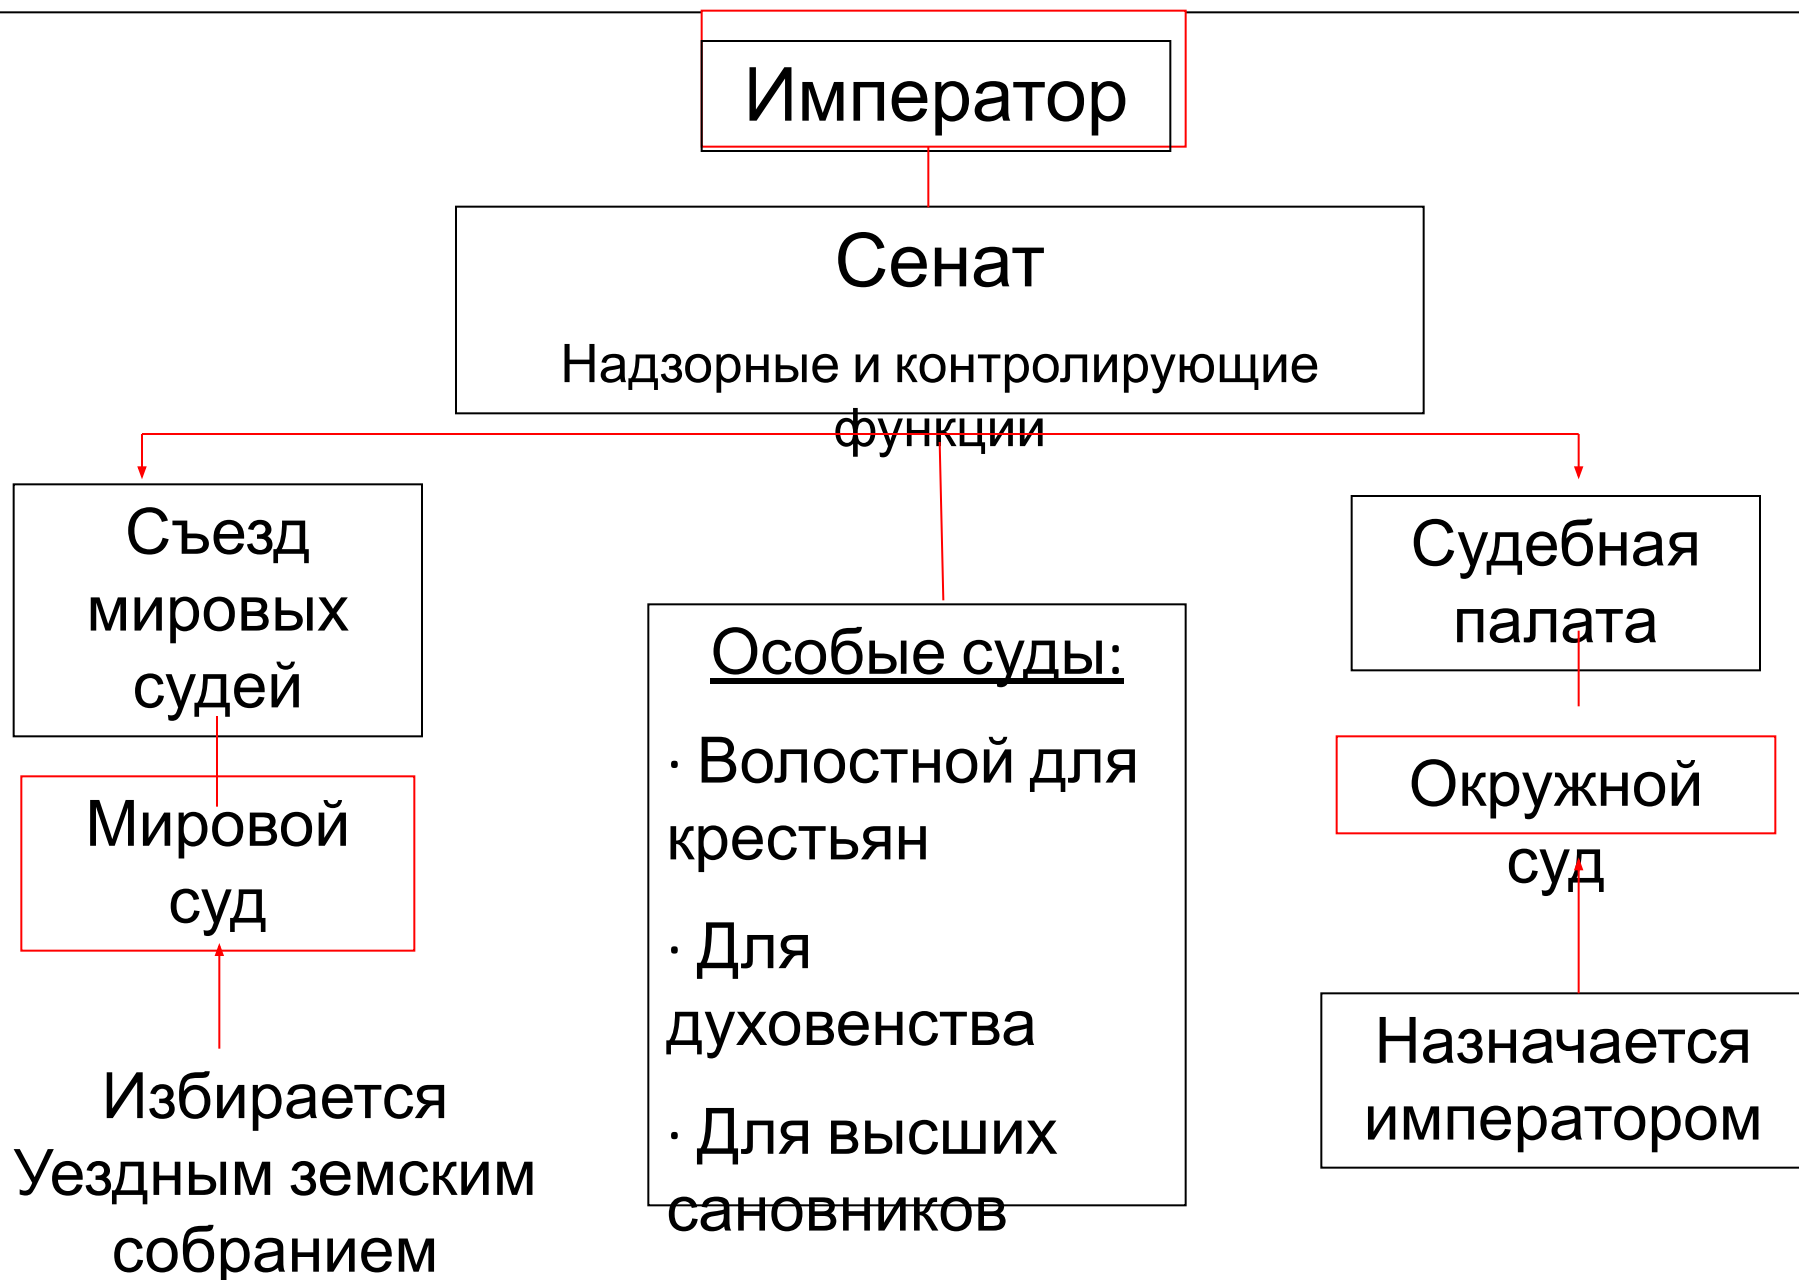 Император
Сенат
Надзорные и контролирующие
функции
Съезд
мировых
судей
Мировой
суд
Избирается
Уездным земским
собранием
Особые суды:
· Волостной для
крестьян
· Для
духовенства
· Для высших
сановников
Судебная
палата
Окружной
суд
Назначается
императором